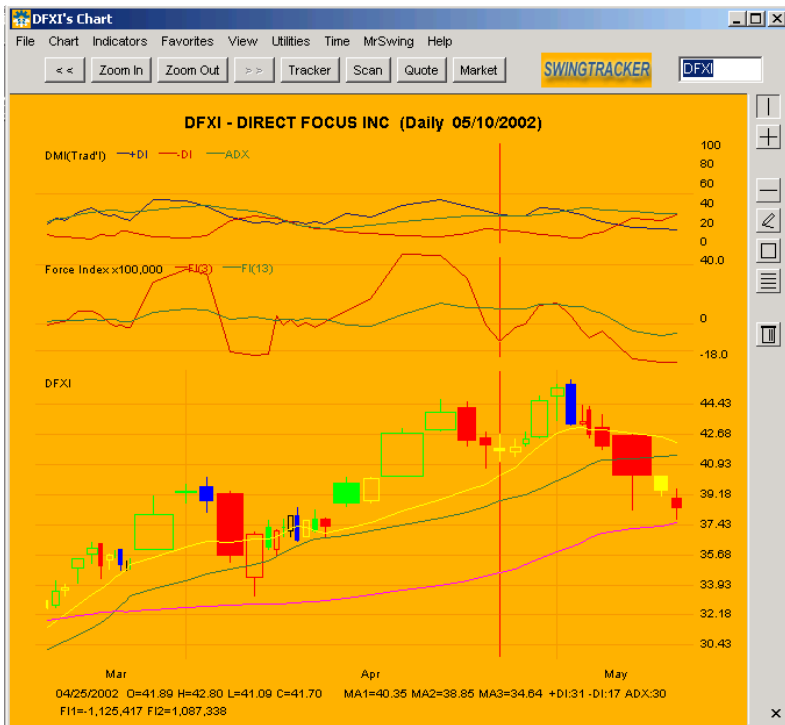 DFXI's Chart
File Chart Indicators Favorites View Utilities Time MrSwing Help
<< Zoom In Zoom Out >> Tracker Scan Quote Market SWINGTRACKER DFXI
DFXI - DIRECT FOCUS INC (Daily 05/10/2002)
DMI(Trad'l) +DI -DI ADX
100
80
60
40
20
0
Force Index x100,000 FI(3) FI(13)
40.0
0
-18.0
DFXI
44.43
42.68
40.93
39.18
37.43
35.68
33.93
32.18
30.43
Mar Apr May
04/25/2002 O=41.89 H=42.80 L=41.09 C=41.70 MA1=40.35 MA2=38.85 MA3=34.64 +DI:31 -DI:17 ADX:30
FI1=-1,125,417 FI2=1,087,338